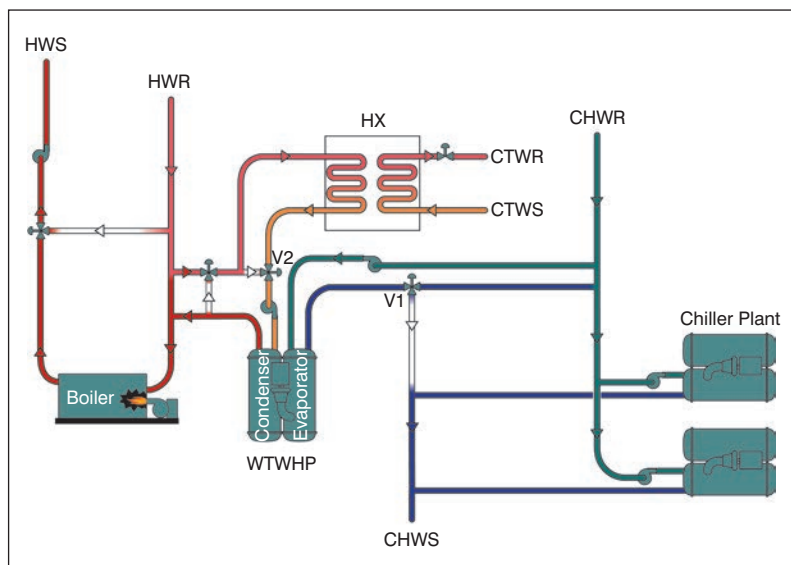 HWS
HWR
HX
CHWR
CTWR
CTWS
V2
V1
Chiller Plant
Boiler
Condenser
Evaporator
WTWHP
CHWS